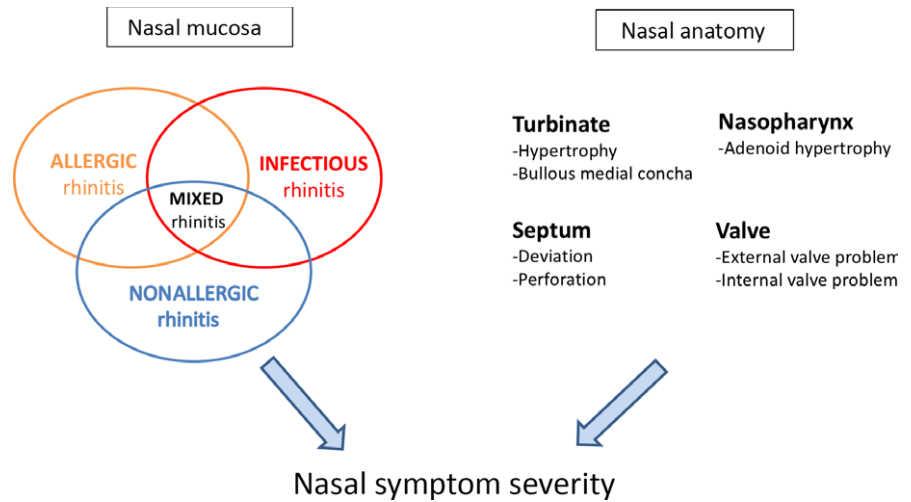 Nasal mucosa
ALLERGIC
rhinitis
INFECTIOUS
rhinitis
MIXED
rhinitis
NONALLERGIC
rhinitis
Nasal anatomy
Turbinate
-Hypertrophy
-Bullous medial concha
Nasopharynx
-Adenoid hypertrophy
Septum
-Deviation
-Perforation
Valve
-External valve problem
-Internal valve problem
Nasal symptom severity